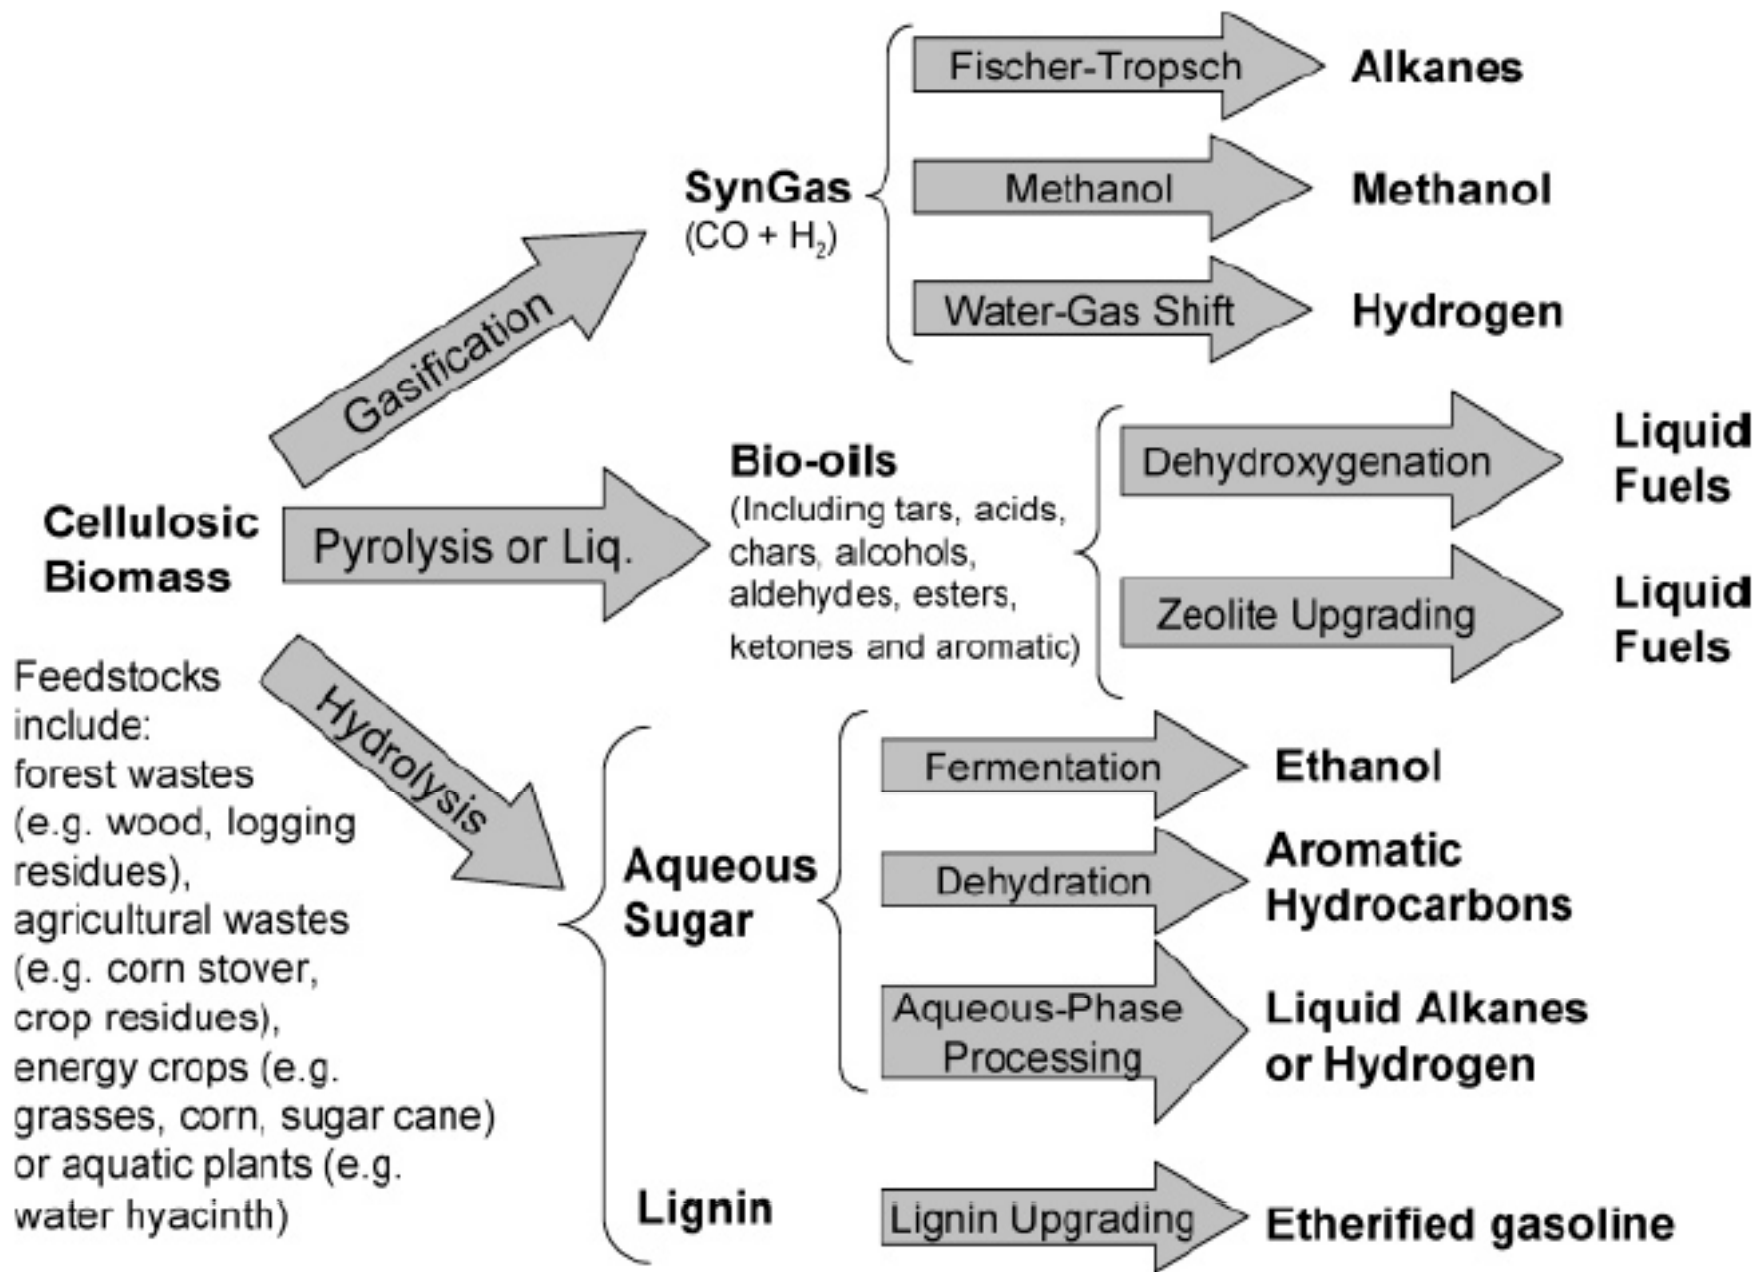 Fischer-Tropsch
Alkanes
SynGas
(CO + H₂)
Methanol
Methanol
Water-Gas Shift
Hydrogen
Gasification
Cellulosic
Biomass
Pyrolysis or Liq.
Bio-oils
(Including tars, acids,
chars, alcohols,
aldehydes, esters,
ketones and aromatic)
Dehydroxygenation
Liquid
Fuels
Zeolite Upgrading
Liquid
Fuels
Hydrolysis
Feedstocks
include:
forest wastes
(e.g. wood, logging
residues),
agricultural wastes
(e.g. corn stover,
crop residues),
energy crops (e.g.
grasses, corn, sugar cane)
or aquatic plants (e.g.
water hyacinth)
Aqueous
Sugar
Fermentation
Ethanol
Dehydration
Aromatic
Hydrocarbons
Aqueous-Phase
Processing
Liquid Alkanes
or Hydrogen
Lignin
Lignin Upgrading
Etherified gasoline